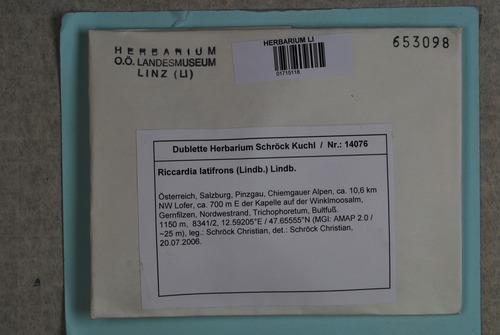 HERBARIUM
O.Ö. LANDESMUSEUM
LINZ (LI)
HERBARIUM LI
01715118
653098
Dublette Herbarium Schröck Kuchl / Nr.: 14076
Riccardia latifrons (Lindb.) Lindb.
Österreich, Salzburg, Pinzgau, Chiemgauer Alpen, ca. 10,6 km
NW Lofer, ca. 700 m E der Kapelle auf der Winklmoosalm,
Gernfilzen, Nordwestrand, Trichophoretum, Bultfuß.
1150 m, 8341/2, 12.59205°E / 47.65555°N (MGI: AMAP 2.0 /
~25 m), leg.: Schröck Christian, det.: Schröck Christian,
20.07.2006.